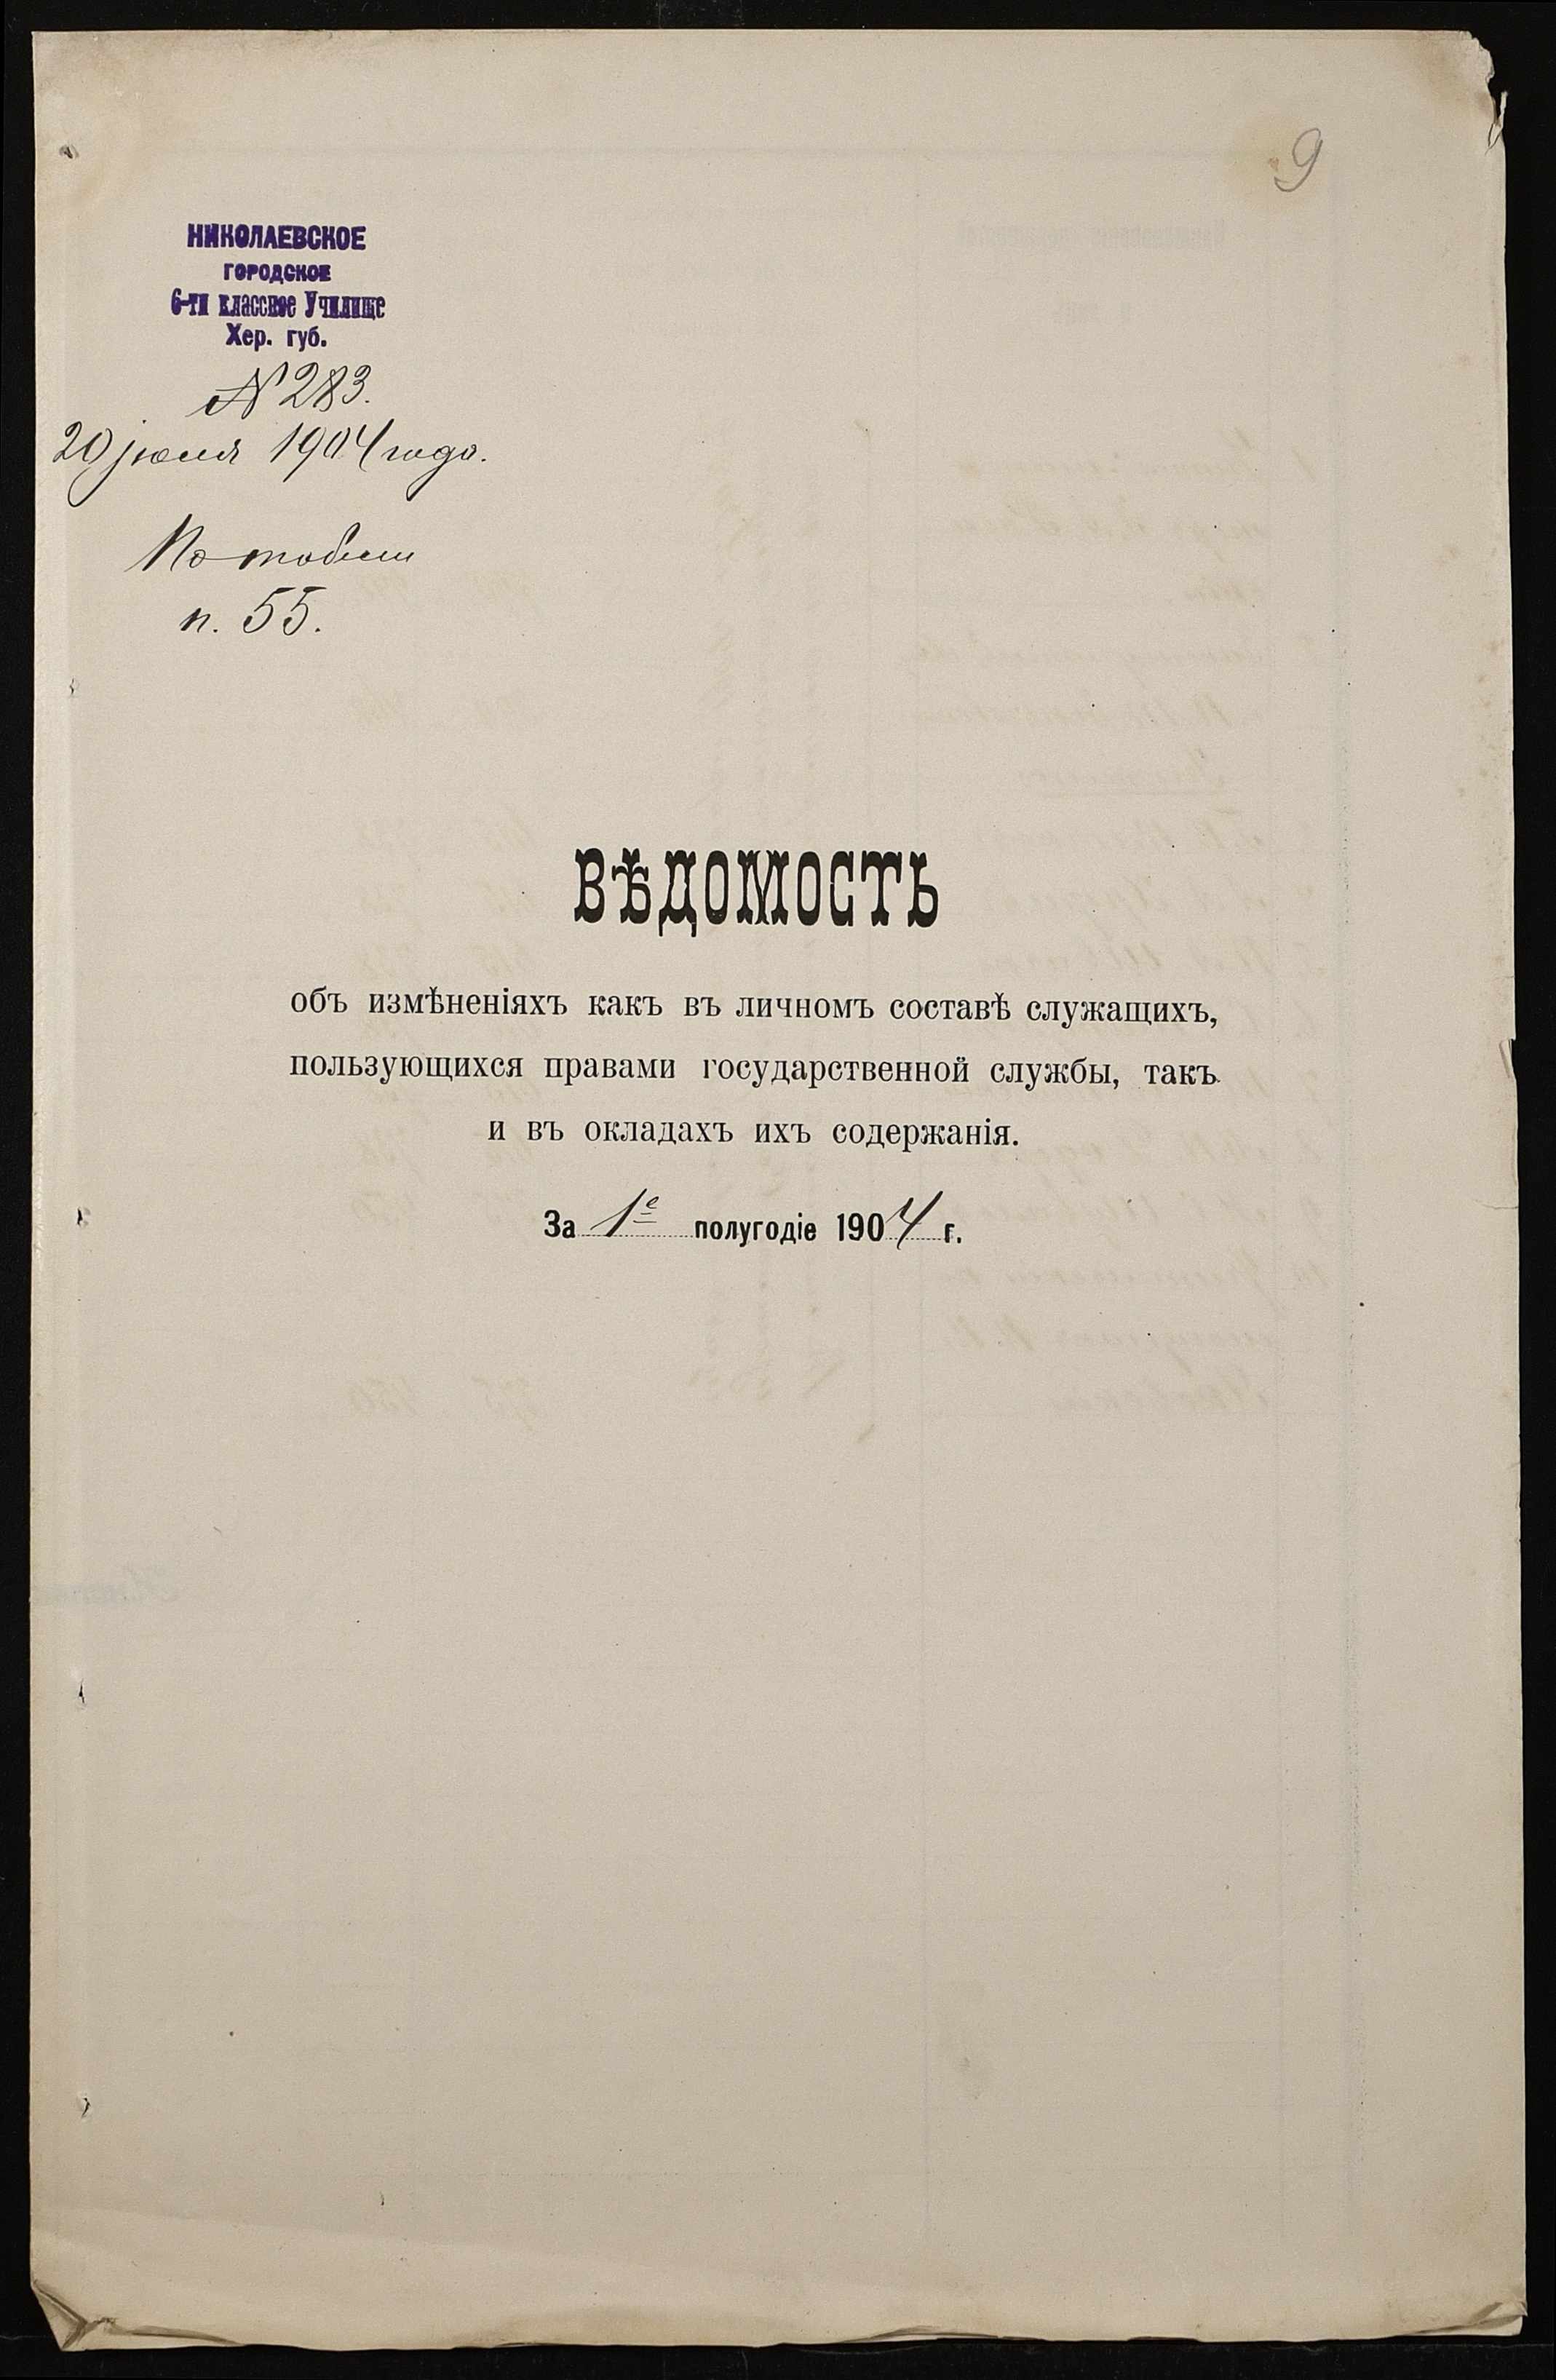 9
НИКОЛАЕВСКОЕ
ГОРОДСКОЕ
6-ти классное Училище
Хер. губ.
№ 283.
20 июля 1904 года.
По табели
п. 55.
ВѢДОМОСТЬ
объ измѣненіяхъ какъ въ личномъ составѣ служащихъ,
пользующихся правами государственной службы, такъ
и въ окладахъ ихъ содержанія.
За 1е полугодіе 1904 г.